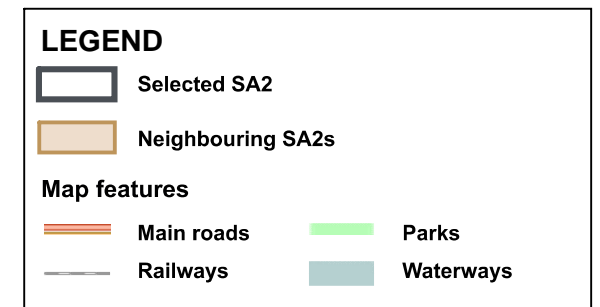 LEGEND
Selected SA2
Neighbouring SA2s
Map features
Main roads
Parks
Railways
Waterways